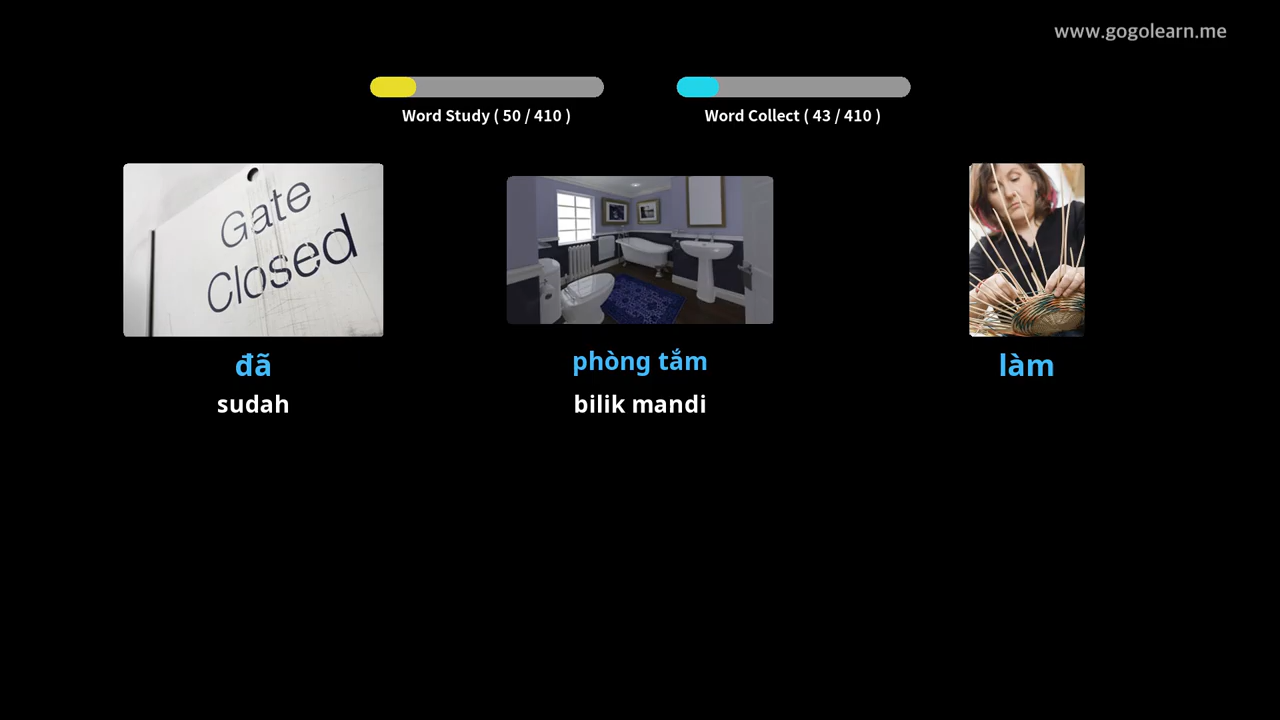 www.gogolearn.me
Word Study ( 50 / 410 )
Word Collect ( 43 / 410 )
Gate
Closed
đã
phòng tắm
làm
sudah
bilik mandi